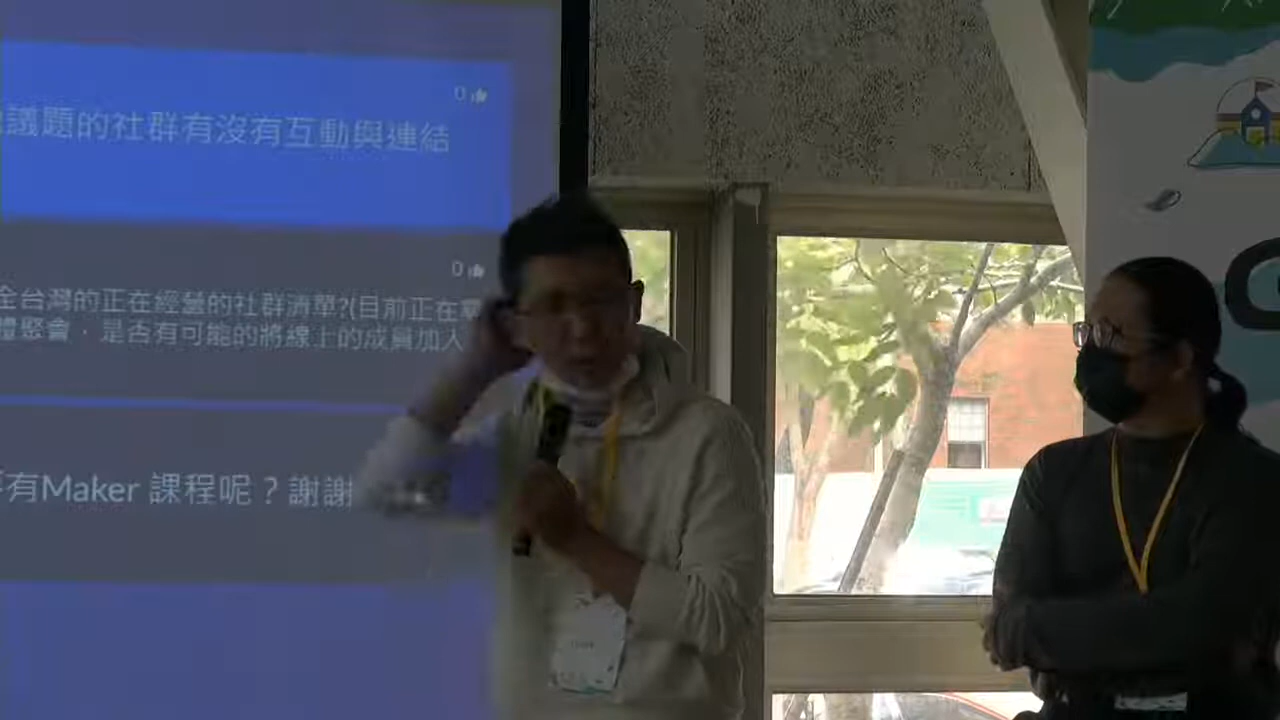 0
議題的社群有沒有互動與連結
0
全台灣的正在經營的社群清單?(目前正在
體聚會，是否有可能的將線上的成員加入
有Maker 課程呢？謝謝